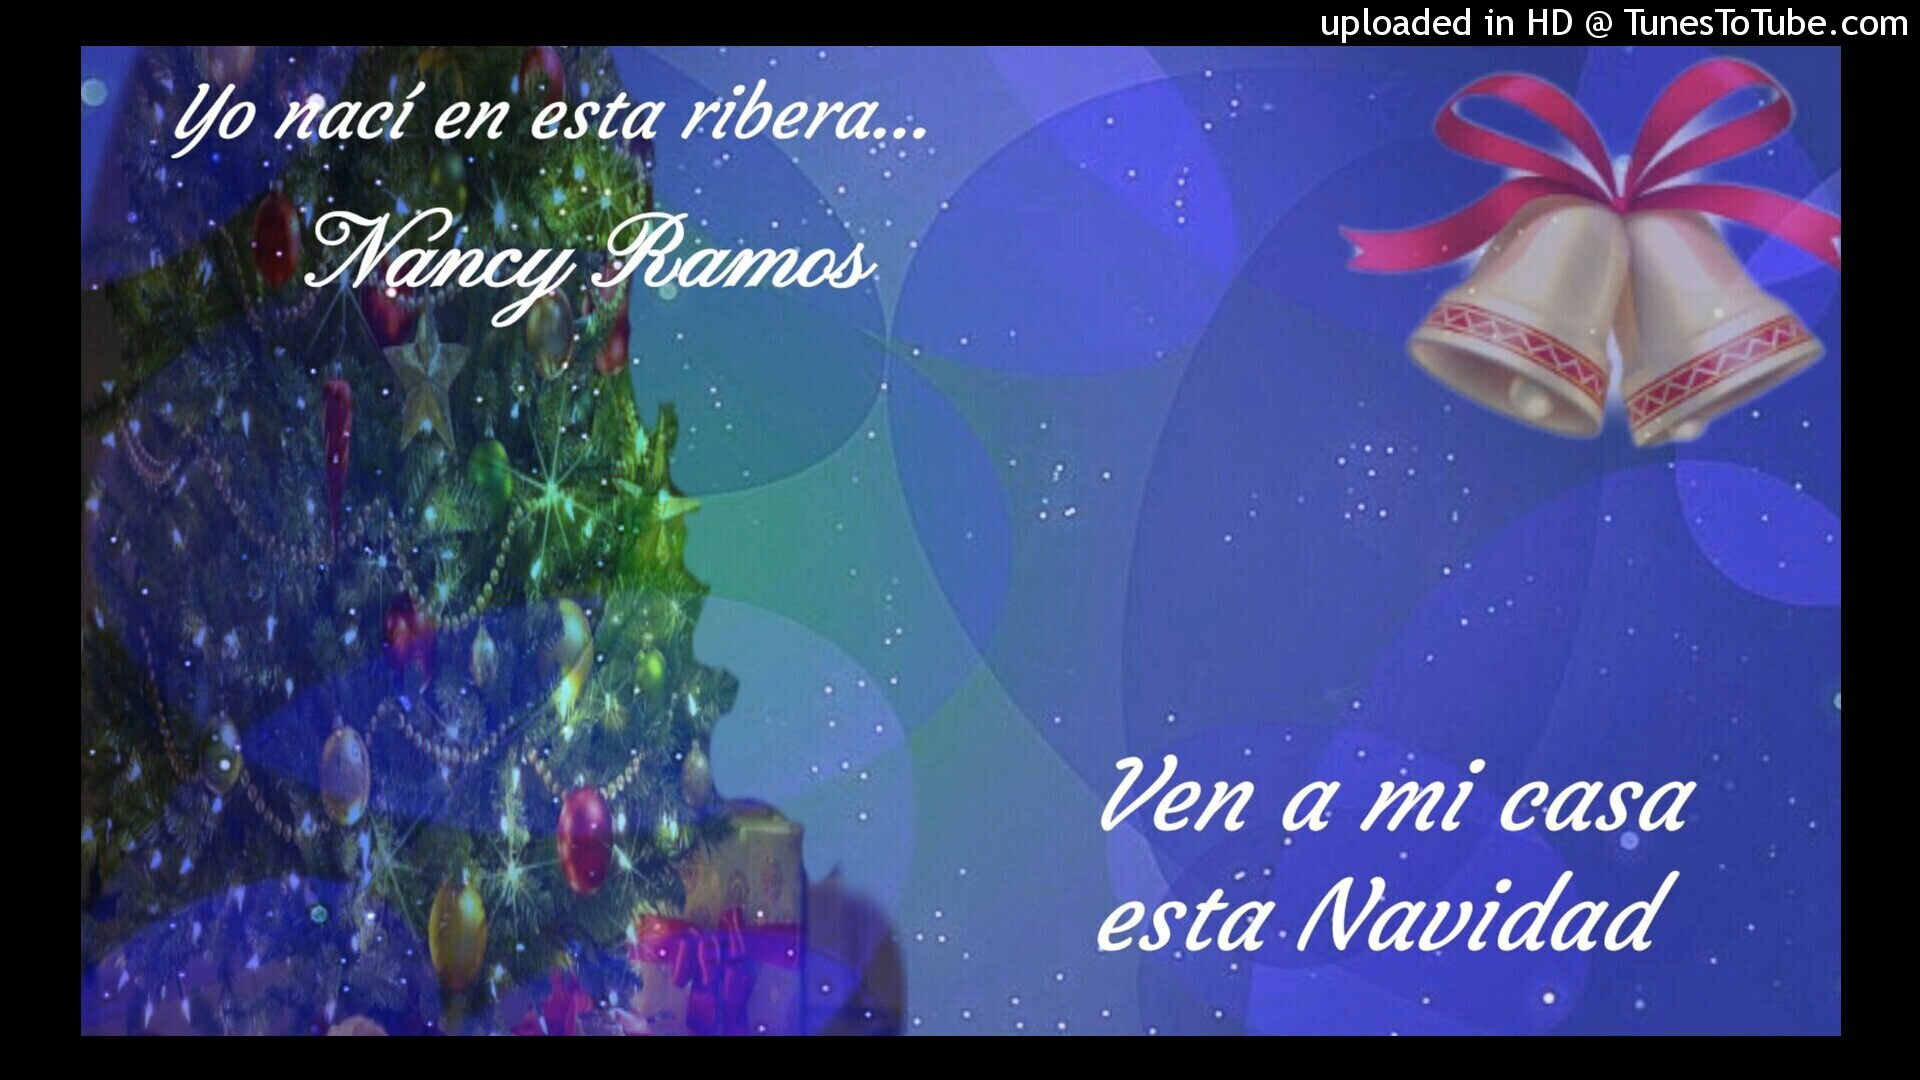 uploaded in HD @ TunesToTube.com
Yo nací en esta ribera...
Nancy Ramos
Ven a mi casa
esta Navidad